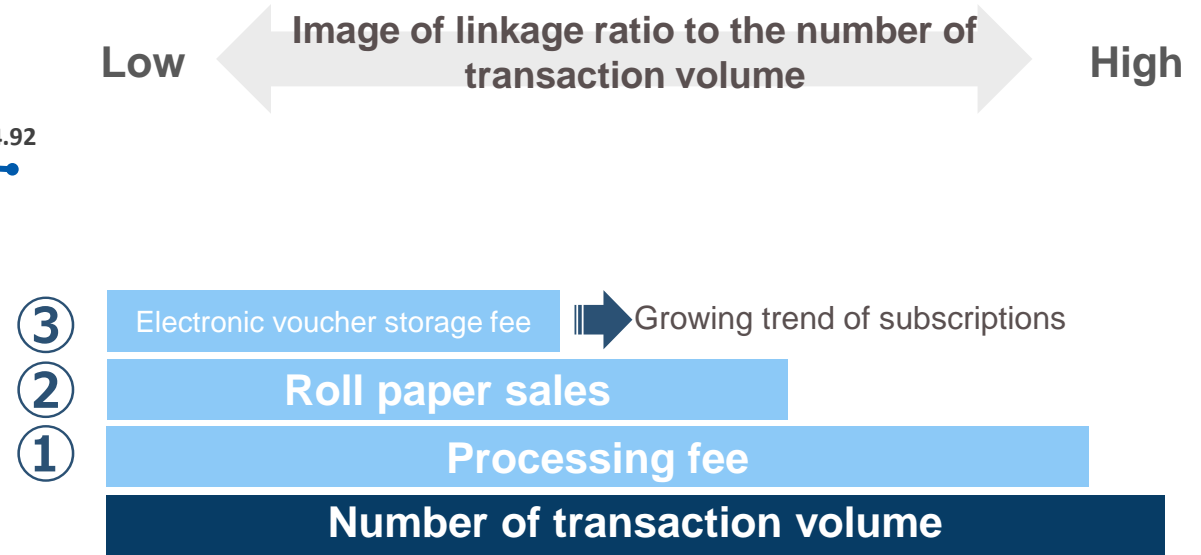 Image of linkage ratio to the number of
Low
transaction volume
High
.92
③
Electronic voucher storage fee
Growing trend of subscriptions
②
Roll paper sales
①
Processing fee
Number of transaction volume